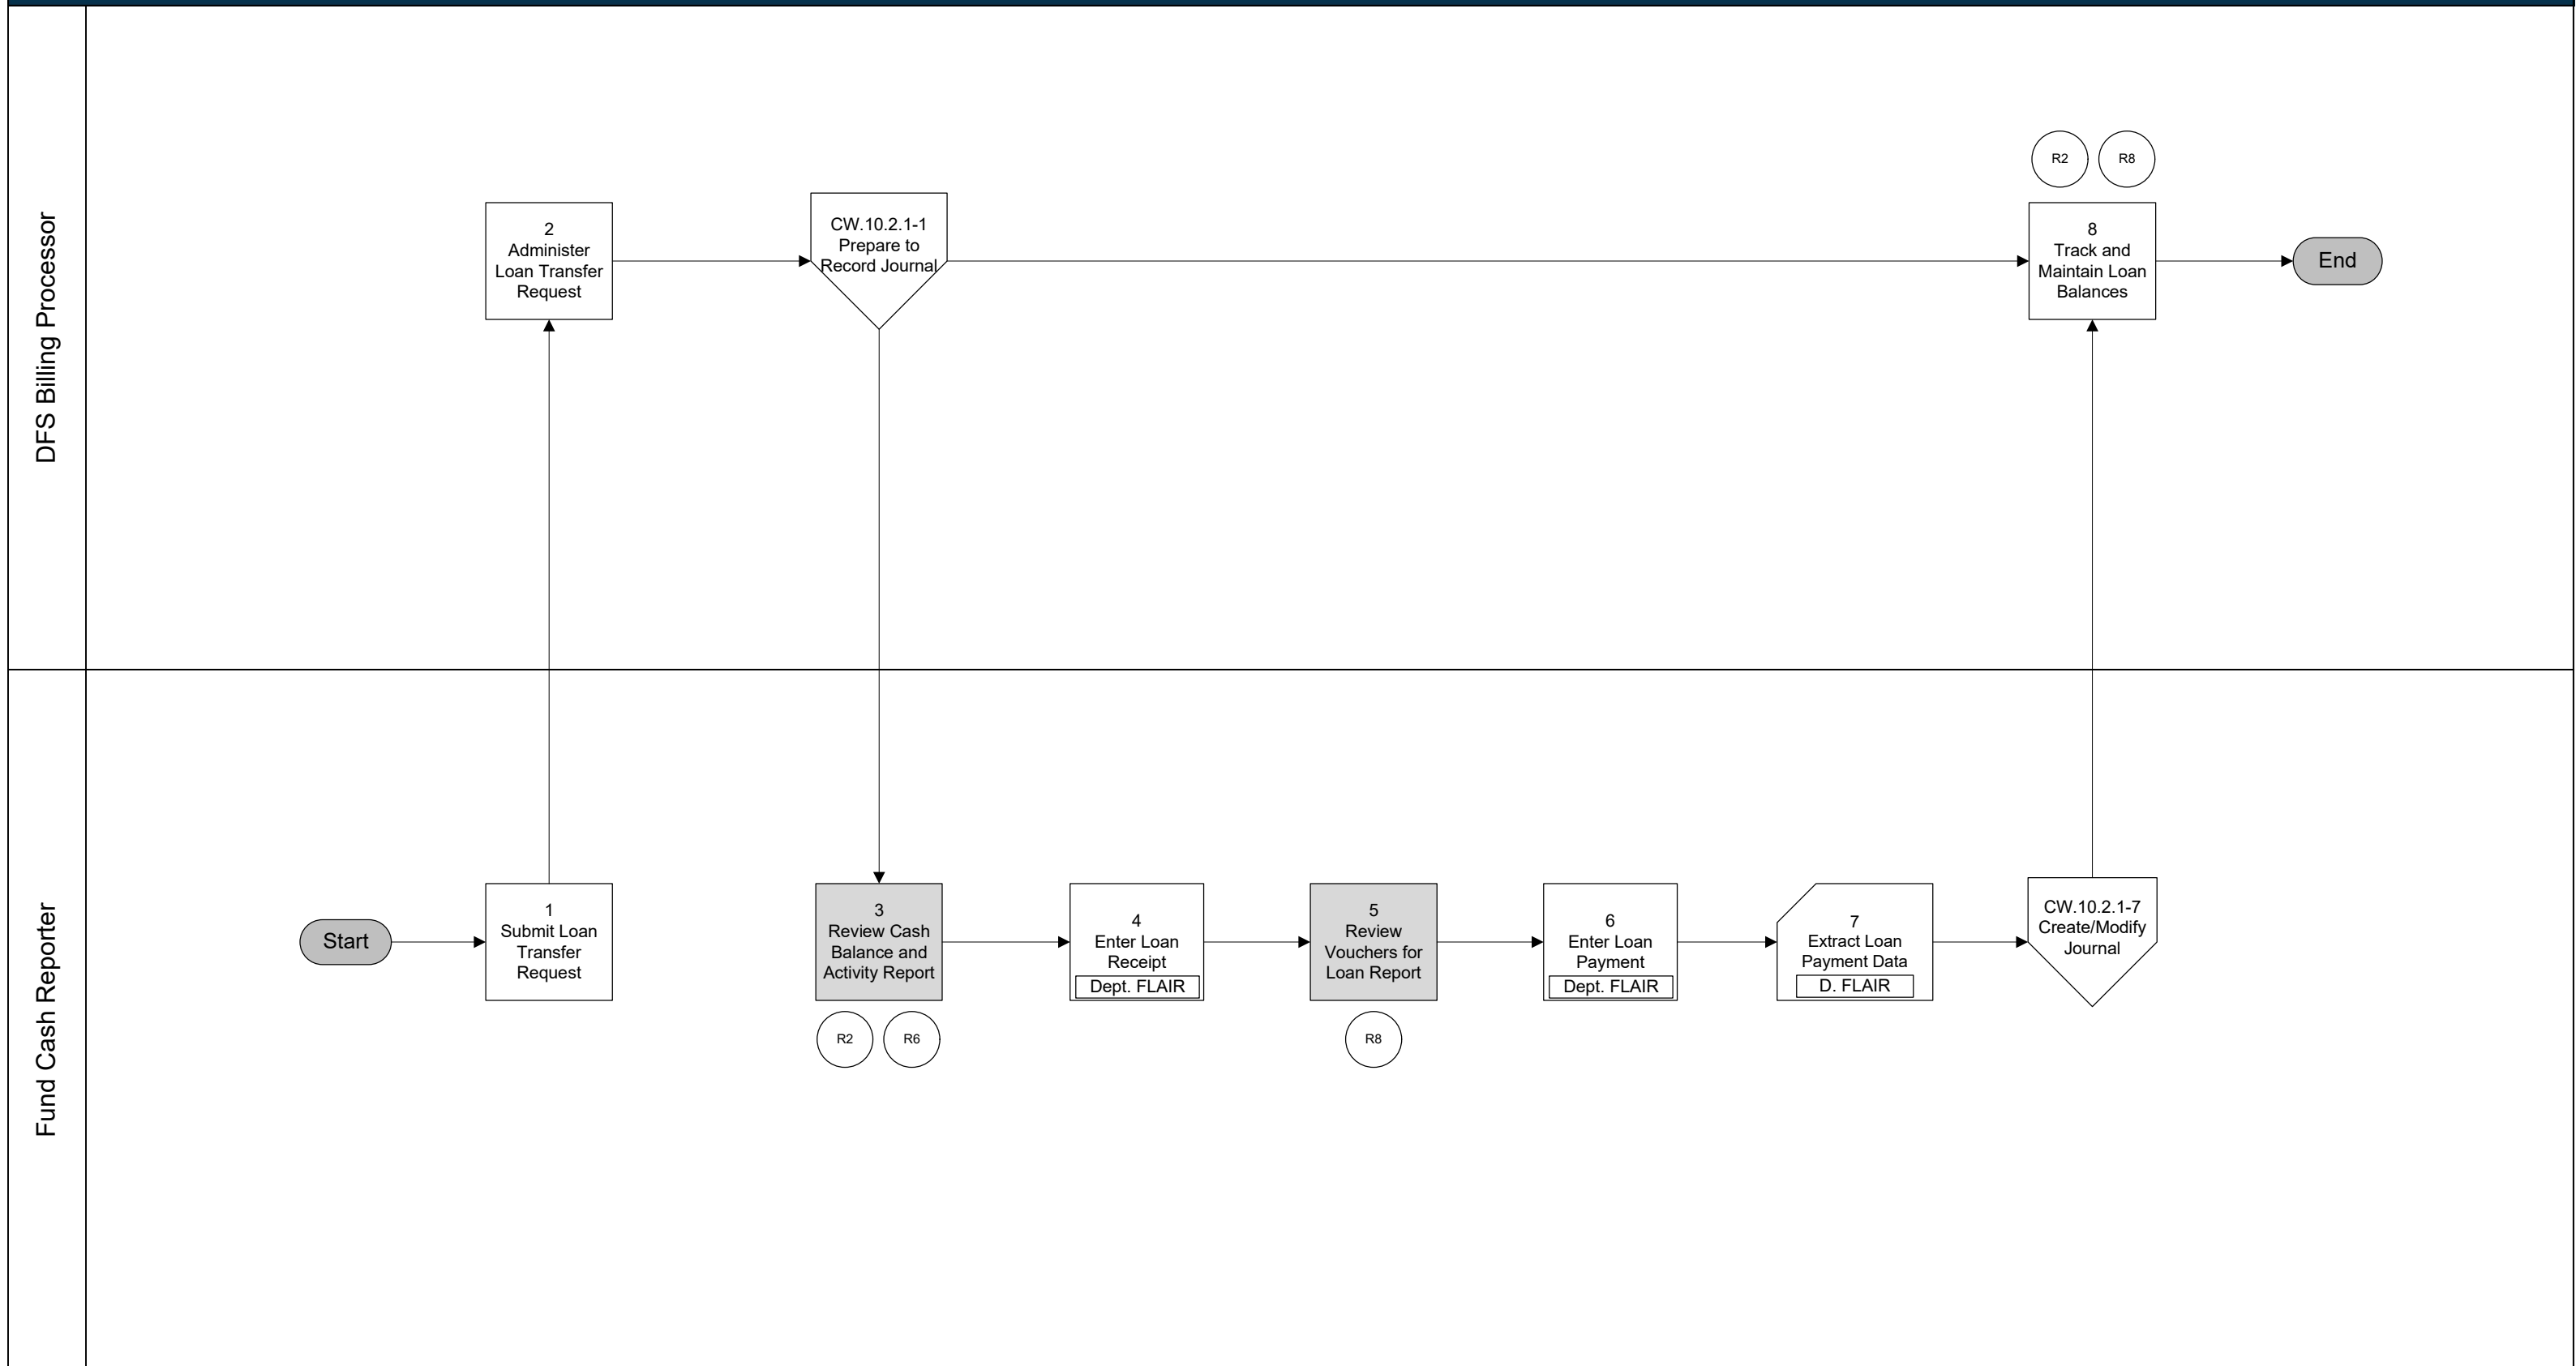 DFS Billing Processor
R2
R8
2
Administer
Loan Transfer
Request
CW.10.2.1-1
Prepare to
Record Journal
8
Track and
Maintain Loan
Balances
End
Fund Cash Reporter
Start
1
Submit Loan
Transfer
Request
3
Review Cash
Balance and
Activity Report
R2
R6
4
Enter Loan
Receipt
Dept. FLAIR
5
Review
Vouchers for
Loan Report
R8
6
Enter Loan
Payment
Dept. FLAIR
7
Extract Loan
Payment Data
D. FLAIR
CW.10.2.1-7
Create/Modify
Journal